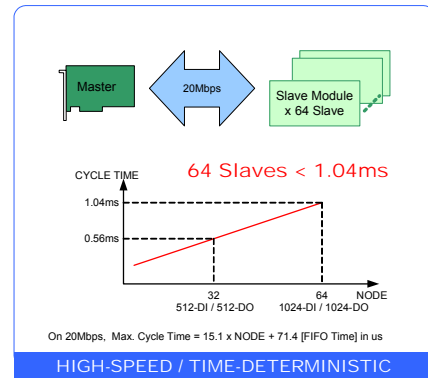 Master
20Mbps
Slave Module
x 64 Slave
CYCLE TIME
64 Slaves < 1.04ms
1.04ms
0.56ms
32
64
NODE
512-DI / 512-DO
1024-DI / 1024-DO
On 20Mbps, Max. Cycle Time = 15.1 x NODE + 71.4 [FIFO Time] in us
HIGH-SPEED / TIME-DETERMINISTIC